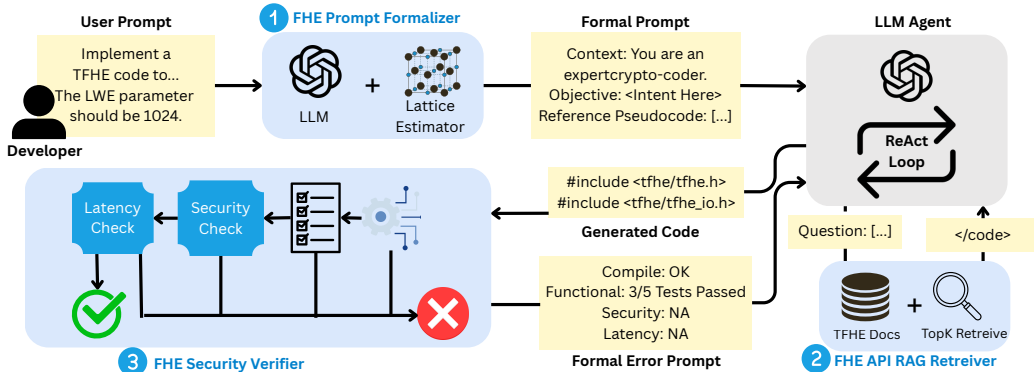 User Prompt
Implement a
TFHE code to...
The LWE parameter
should be 1024.
Developer
1 FHE Prompt Formalizer
LLM
+
Lattice
Estimator
Formal Prompt
Context: You are an
expertcrypto-coder.
Objective: <Intent Here>
Reference Pseudocode: [...]
LLM Agent
ReAct
Loop
#include <tfhe/tfhe.h>
#include <tfhe/tfhe_io.h>
Generated Code
Latency
Check
Security
Check
3 FHE Security Verifier
Compile: OK
Functional: 3/5 Tests Passed
Security: NA
Latency: NA
Formal Error Prompt
Question: [...]
</code>
TFHE Docs
+
TopK Retreive
2 FHE API RAG Retreiver